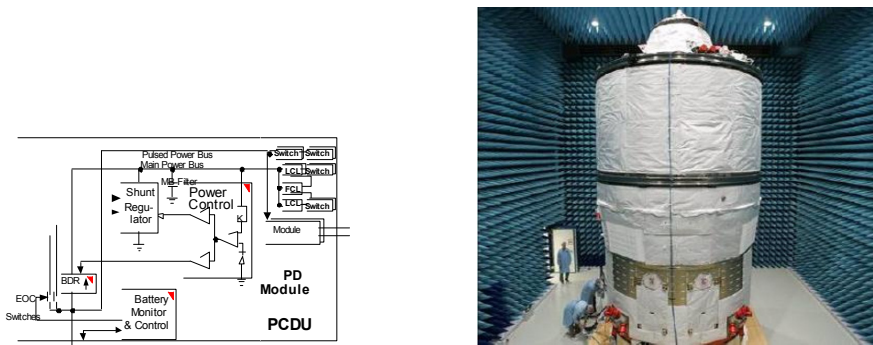 Pulsed Power Bus
Main Power Bus
MB Filter
Shunt
Regu-
lator
Power
Control
K
Switch Switch
LCL Switch
FCL
LCL Switch
Module
PD
Module
BDR
EOC
Switches
Battery
Monitor
& Control
PCDU